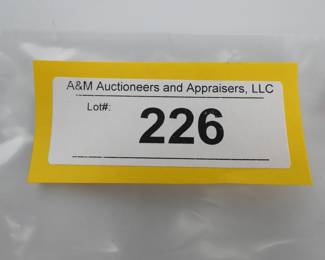 A&M Auctioneers and Appraisers, LLC
Lot#: 226